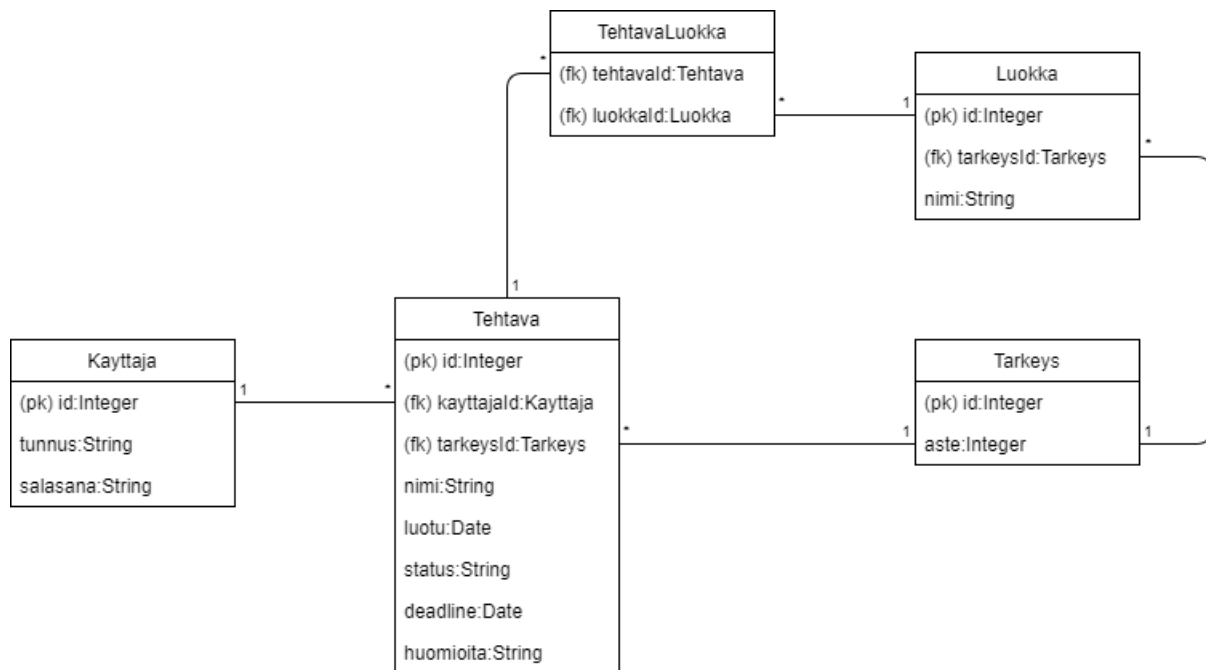 TehtavaLuokka
(fk) tehtavaId:Tehtava
(fk) luokkaId:Luokka
*
*
1
Luokka
(pk) id:Integer
(fk) tarkeysId:Tarkeys
nimi:String
*
1
Kayttaja
(pk) id:Integer
tunnus:String
salasana:String
1
*
Tehtava
(pk) id:Integer
(fk) kayttajaId:Kayttaja
(fk) tarkeysId:Tarkeys
nimi:String
luotu:Date
status:String
deadline:Date
huomioita:String
*
1
Tarkeys
(pk) id:Integer
aste:Integer
1